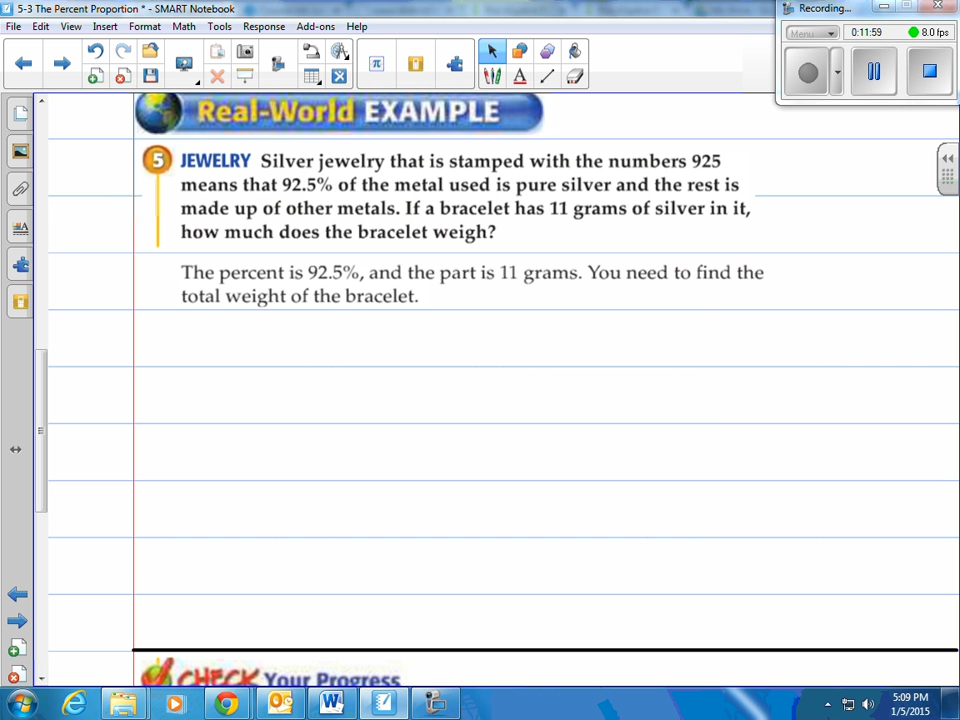 5-3 The Percent Proportion * - SMART Notebook
Recording...
File Edit View Insert Format Math Tools Response Add-ons Help
Menu
0:11:59
8.0 fps
Real-World EXAMPLE
5 JEWELRY Silver jewelry that is stamped with the numbers 925
means that 92.5% of the metal used is pure silver and the rest is
made up of other metals. If a bracelet has 11 grams of silver in it,
how much does the bracelet weigh?
The percent is 92.5%, and the part is 11 grams. You need to find the
total weight of the bracelet.
CHECK Your Progress
5:09 PM
1/5/2015